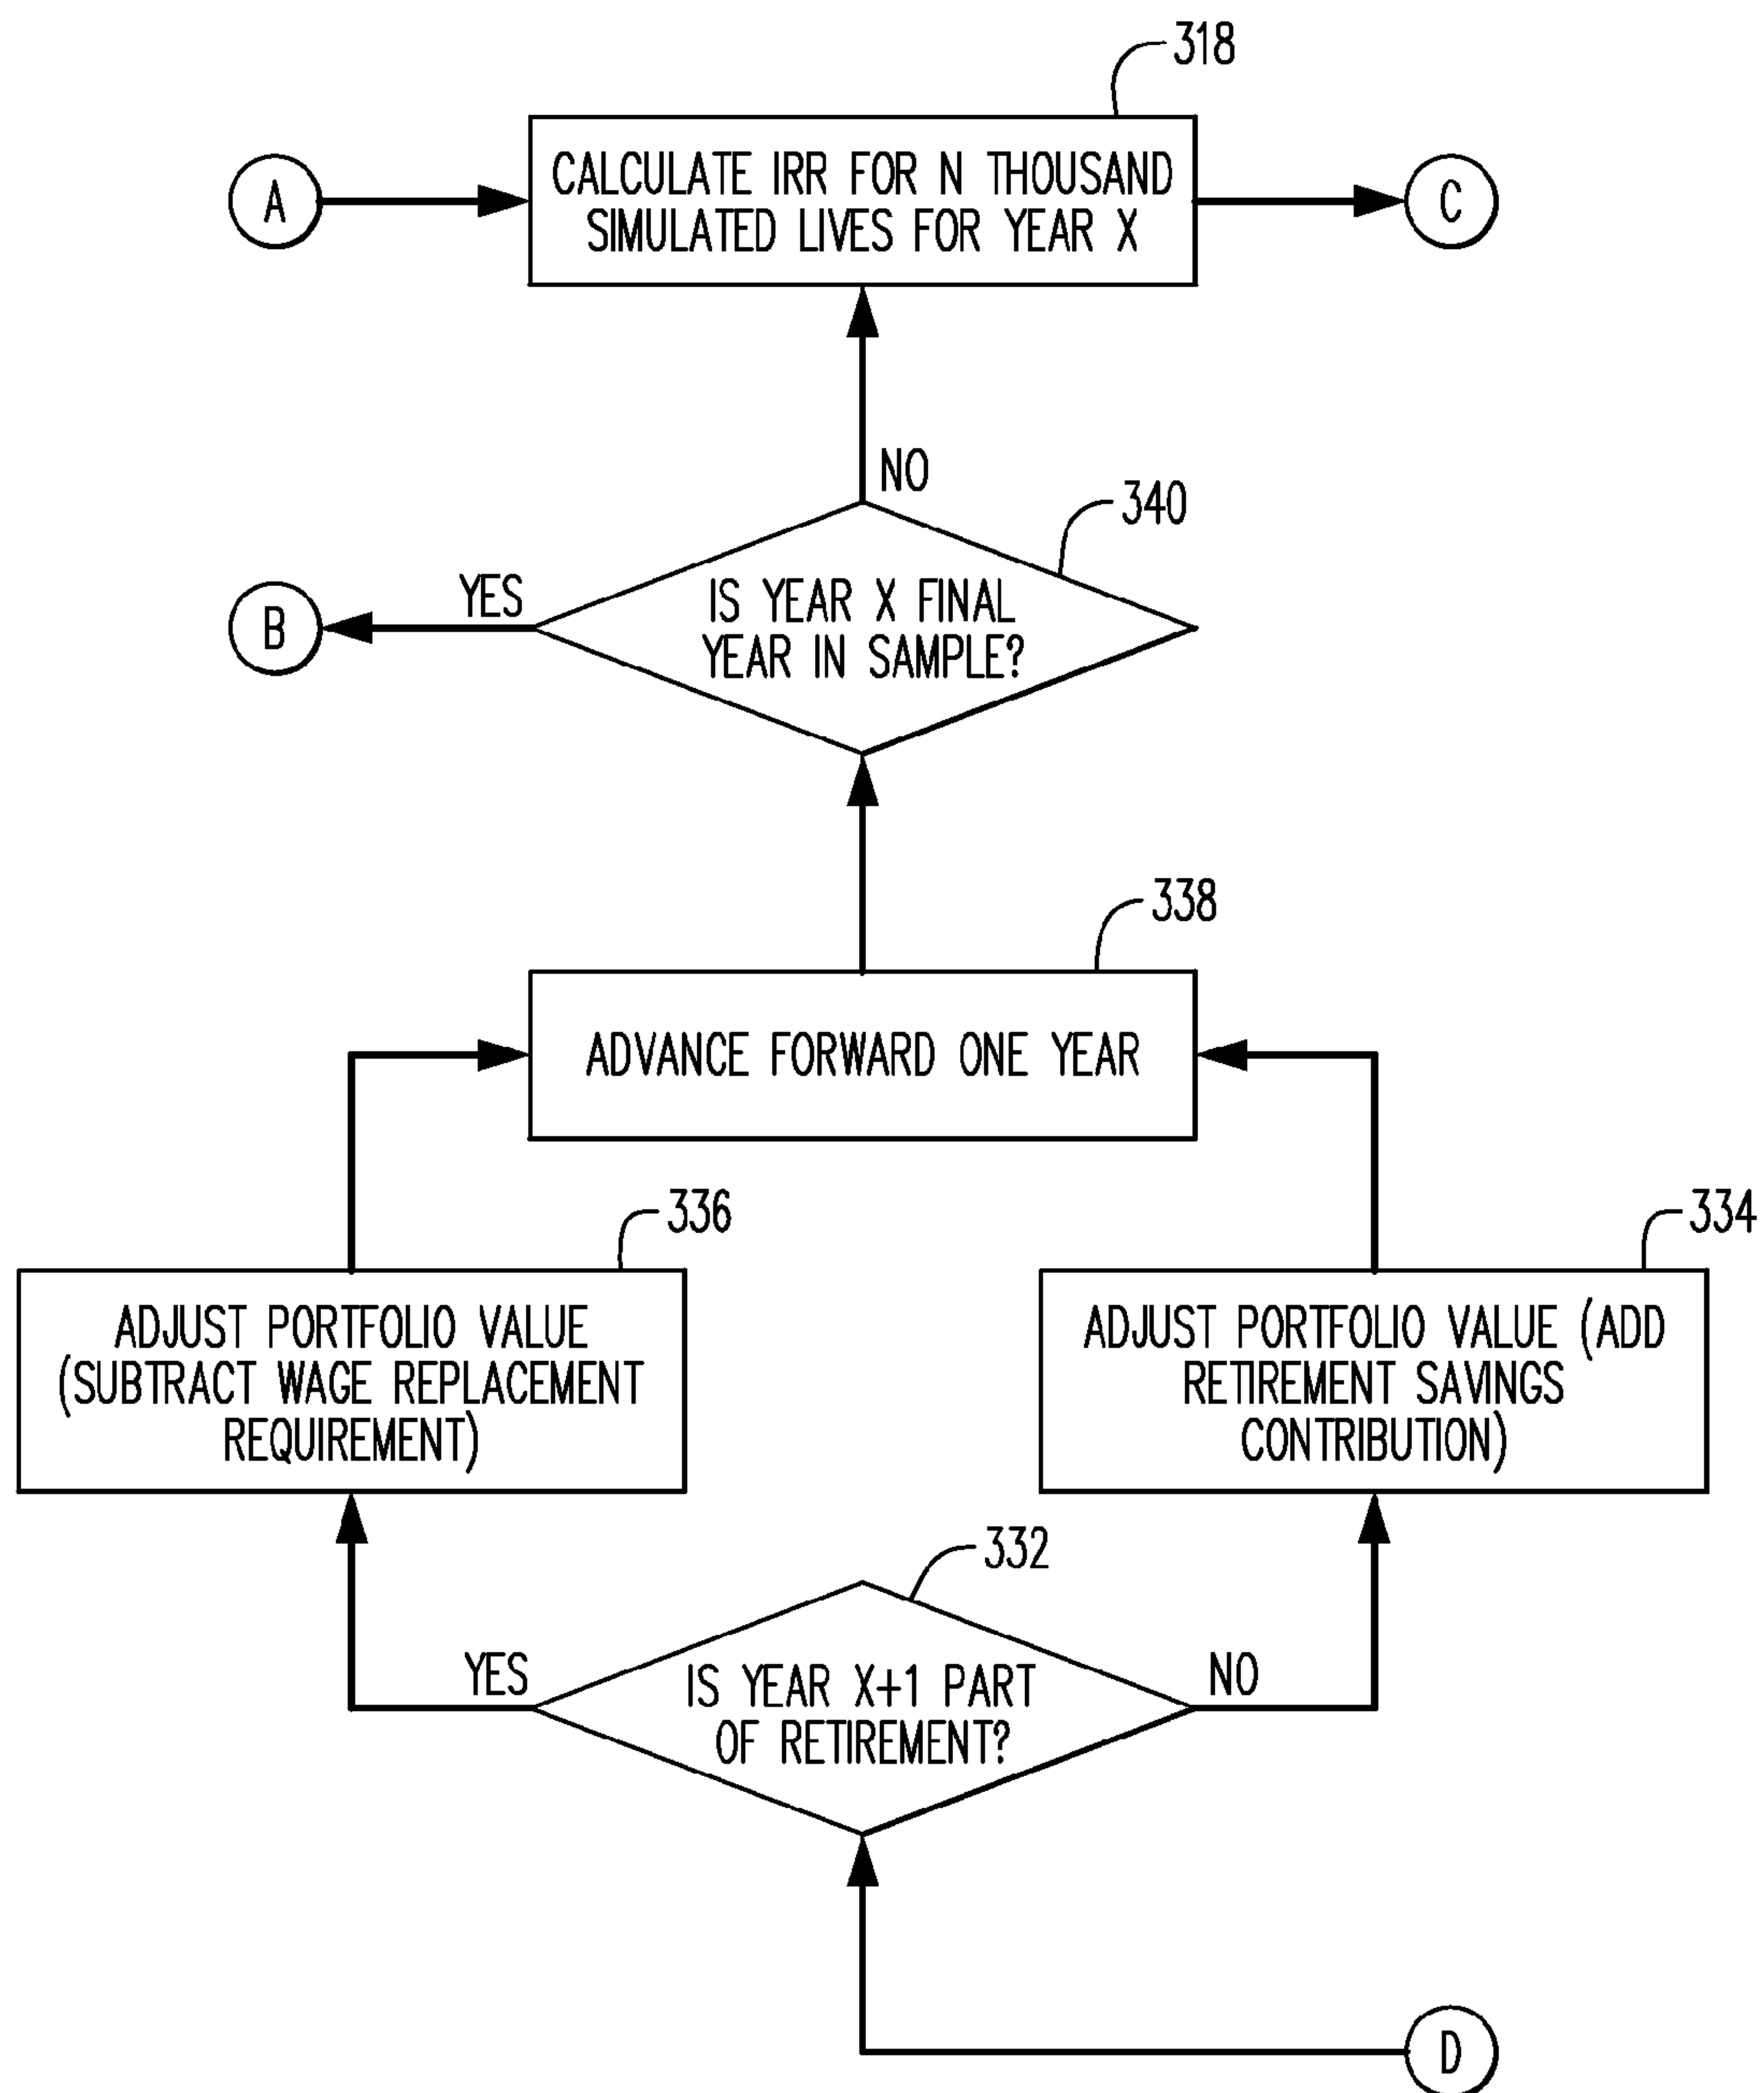 318
A
CALCULATE IRR FOR N THOUSAND
SIMULATED LIVES FOR YEAR X
C
NO
340
B
YES
IS YEAR X FINAL
YEAR IN SAMPLE?
338
ADVANCE FORWARD ONE YEAR
336
334
ADJUST PORTFOLIO VALUE
(SUBTRACT WAGE REPLACEMENT
REQUIREMENT)
ADJUST PORTFOLIO VALUE (ADD
RETIREMENT SAVINGS
CONTRIBUTION)
332
YES
IS YEAR X+1 PART
OF RETIREMENT?
NO
D